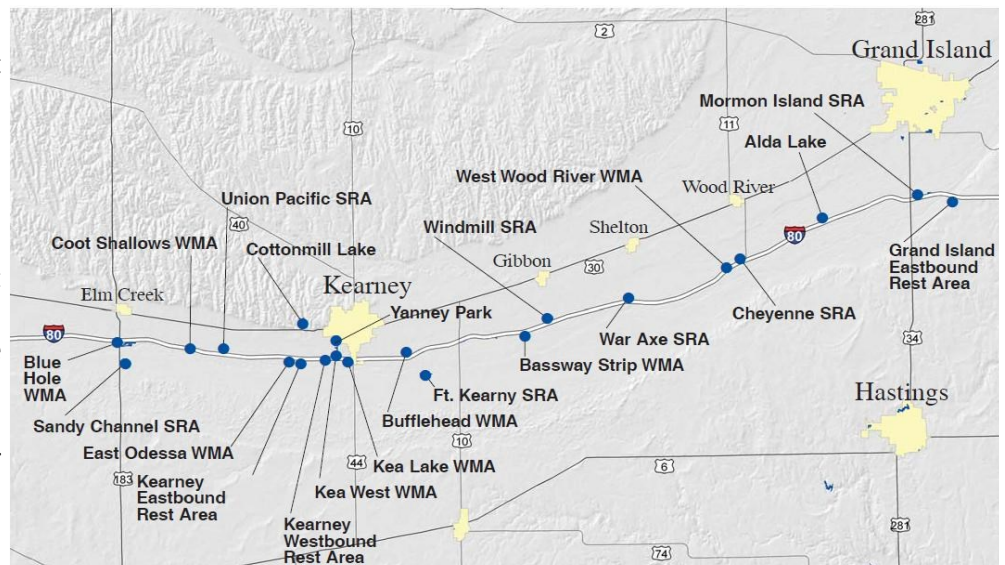 281
2
Grand Island
Mormon Island SRA
10
11
Alda Lake
West Wood River WMA
Wood River
Union Pacific SRA
40
Windmill SRA
Shelton
80
Coot Shallows WMA
Cottonmill Lake
Gibbon
30
Grand Island
Eastbound
Rest Area
Elm Creek
Kearney
Yanney Park
Cheyenne SRA
80
War Axe SRA
34
Blue
Hole
WMA
Bassway Strip WMA
Ft. Kearny SRA
Hastings
Sandy Channel SRA
Bufflehead WMA
East Odessa WMA
10
183
Kearney
Eastbound
Rest Area
44
Kea Lake WMA
6
Kea West WMA
Kearney
Westbound
Rest Area
281
74